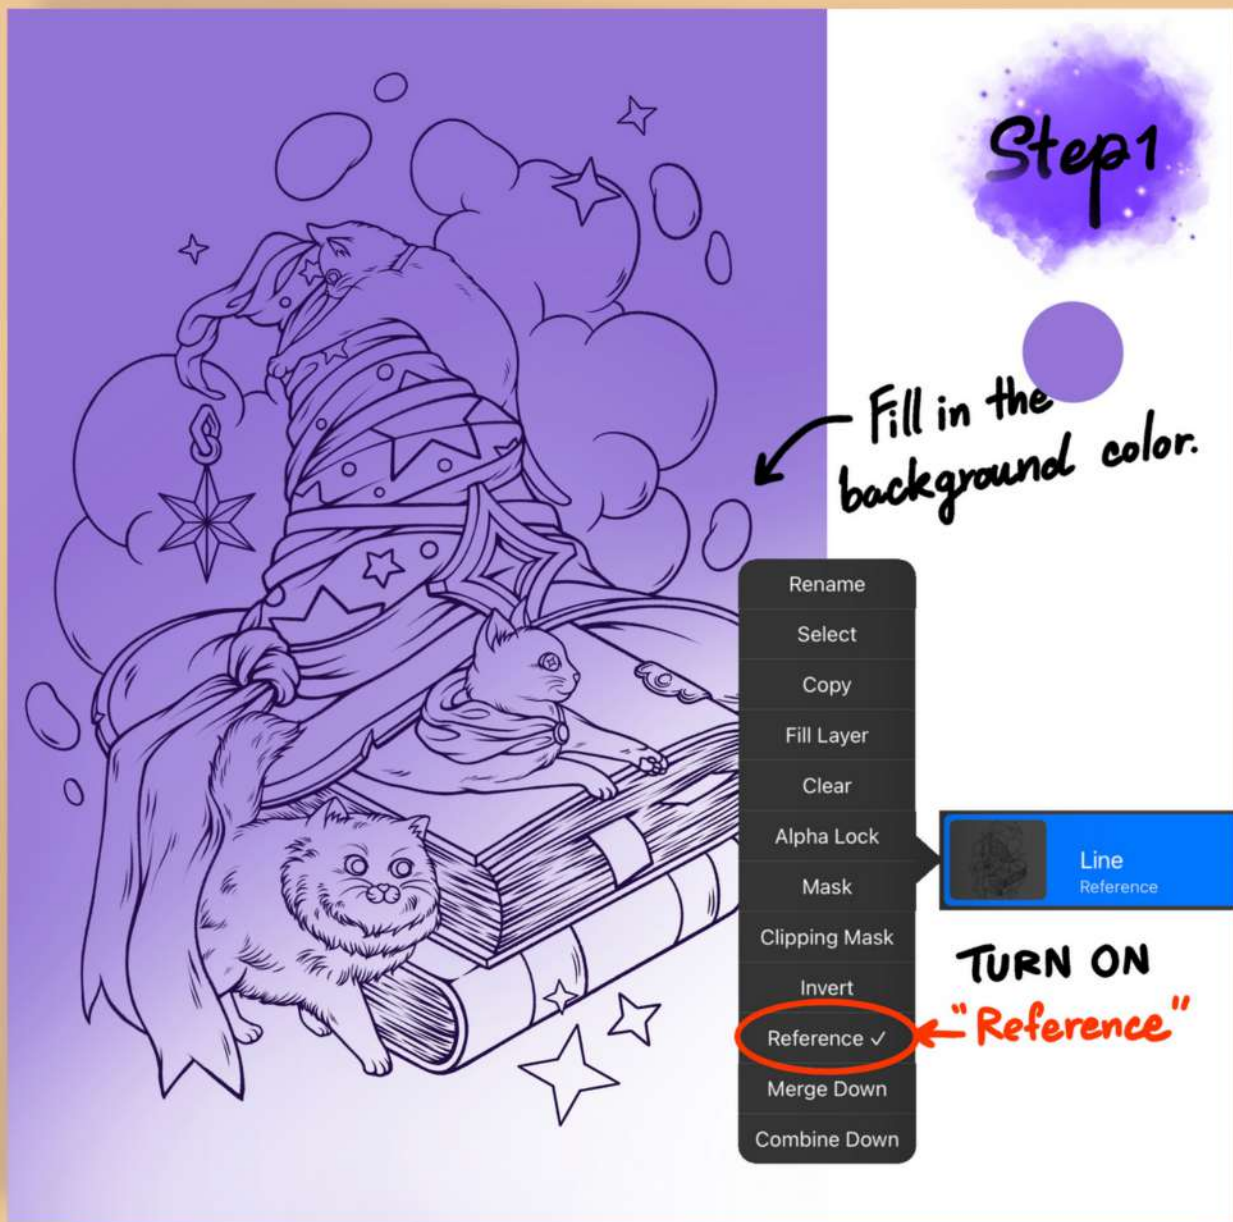 Step1
Fill in the
background color.
Rename
Select
Copy
Fill Layer
Clear
Alpha Lock
Mask
Clipping Mask
Invert
Reference ✓
Merge Down
Combine Down
Line
Reference
TURN ON
"Reference"